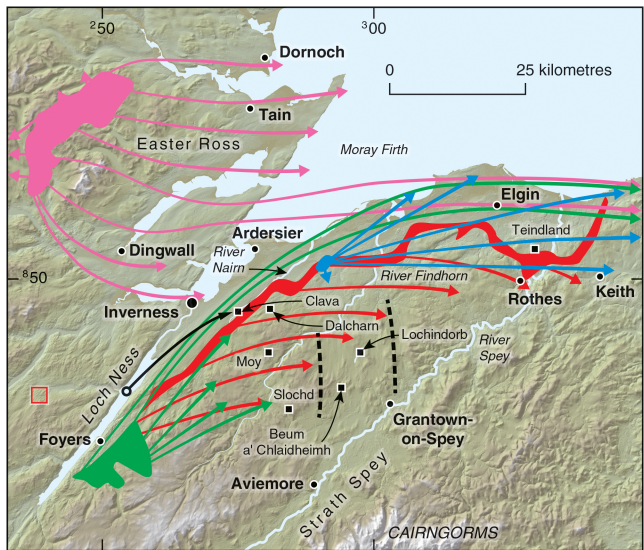 ²50
³00
Dornoch
0
25 kilometres
Tain
Easter Ross
Moray Firth
Elgin
Ardersier
Teindland
Dingwall
River
Nairn
⁸50
River Findhorn
Inverness
Clava
Rothes
Keith
Dalcharn
Lochindorb
River
Spey
Loch Ness
Moy
Slochd
Foyers
Beum
a' Chlaidheimh
Grantown-
on-Spey
Aviemore
Strath Spey
CAIRNGORMS